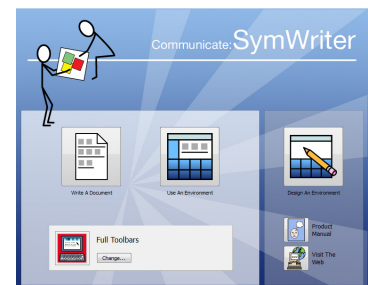 Communicate: SymWriter
Write A Document
Use An Environment
Design An Environment
Full Toolbars
Change...
Product
Manual
Visit The
Web